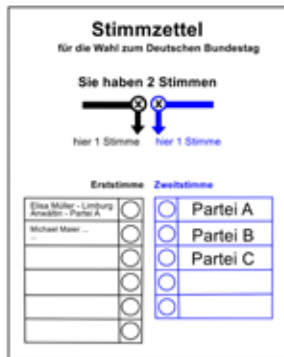 Stimmzettel
für die Wahl zum Deutschen Bundestag
Sie haben 2 Stimmen
X X
hier 1 Stimme hier 1 Stimme
Erststimme Zweitstimme
Elisa Müller - Limburg
Anwältin - Partei A
Michael Maier ...
...
Partei A
Partei B
Partei C